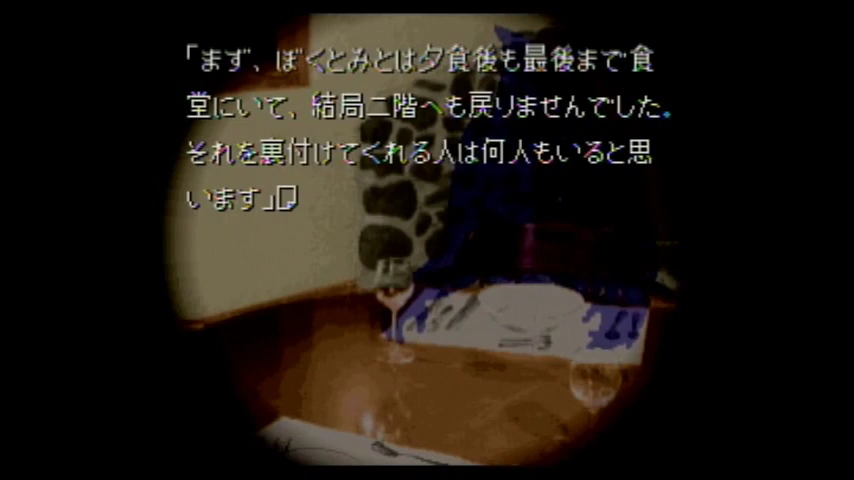 「まず、ぼくとみとは夕食後も最後まで食
堂にいて、結局二階へも戻りませんでした。
それを裏付けてくれる人は何人もいると思
います」